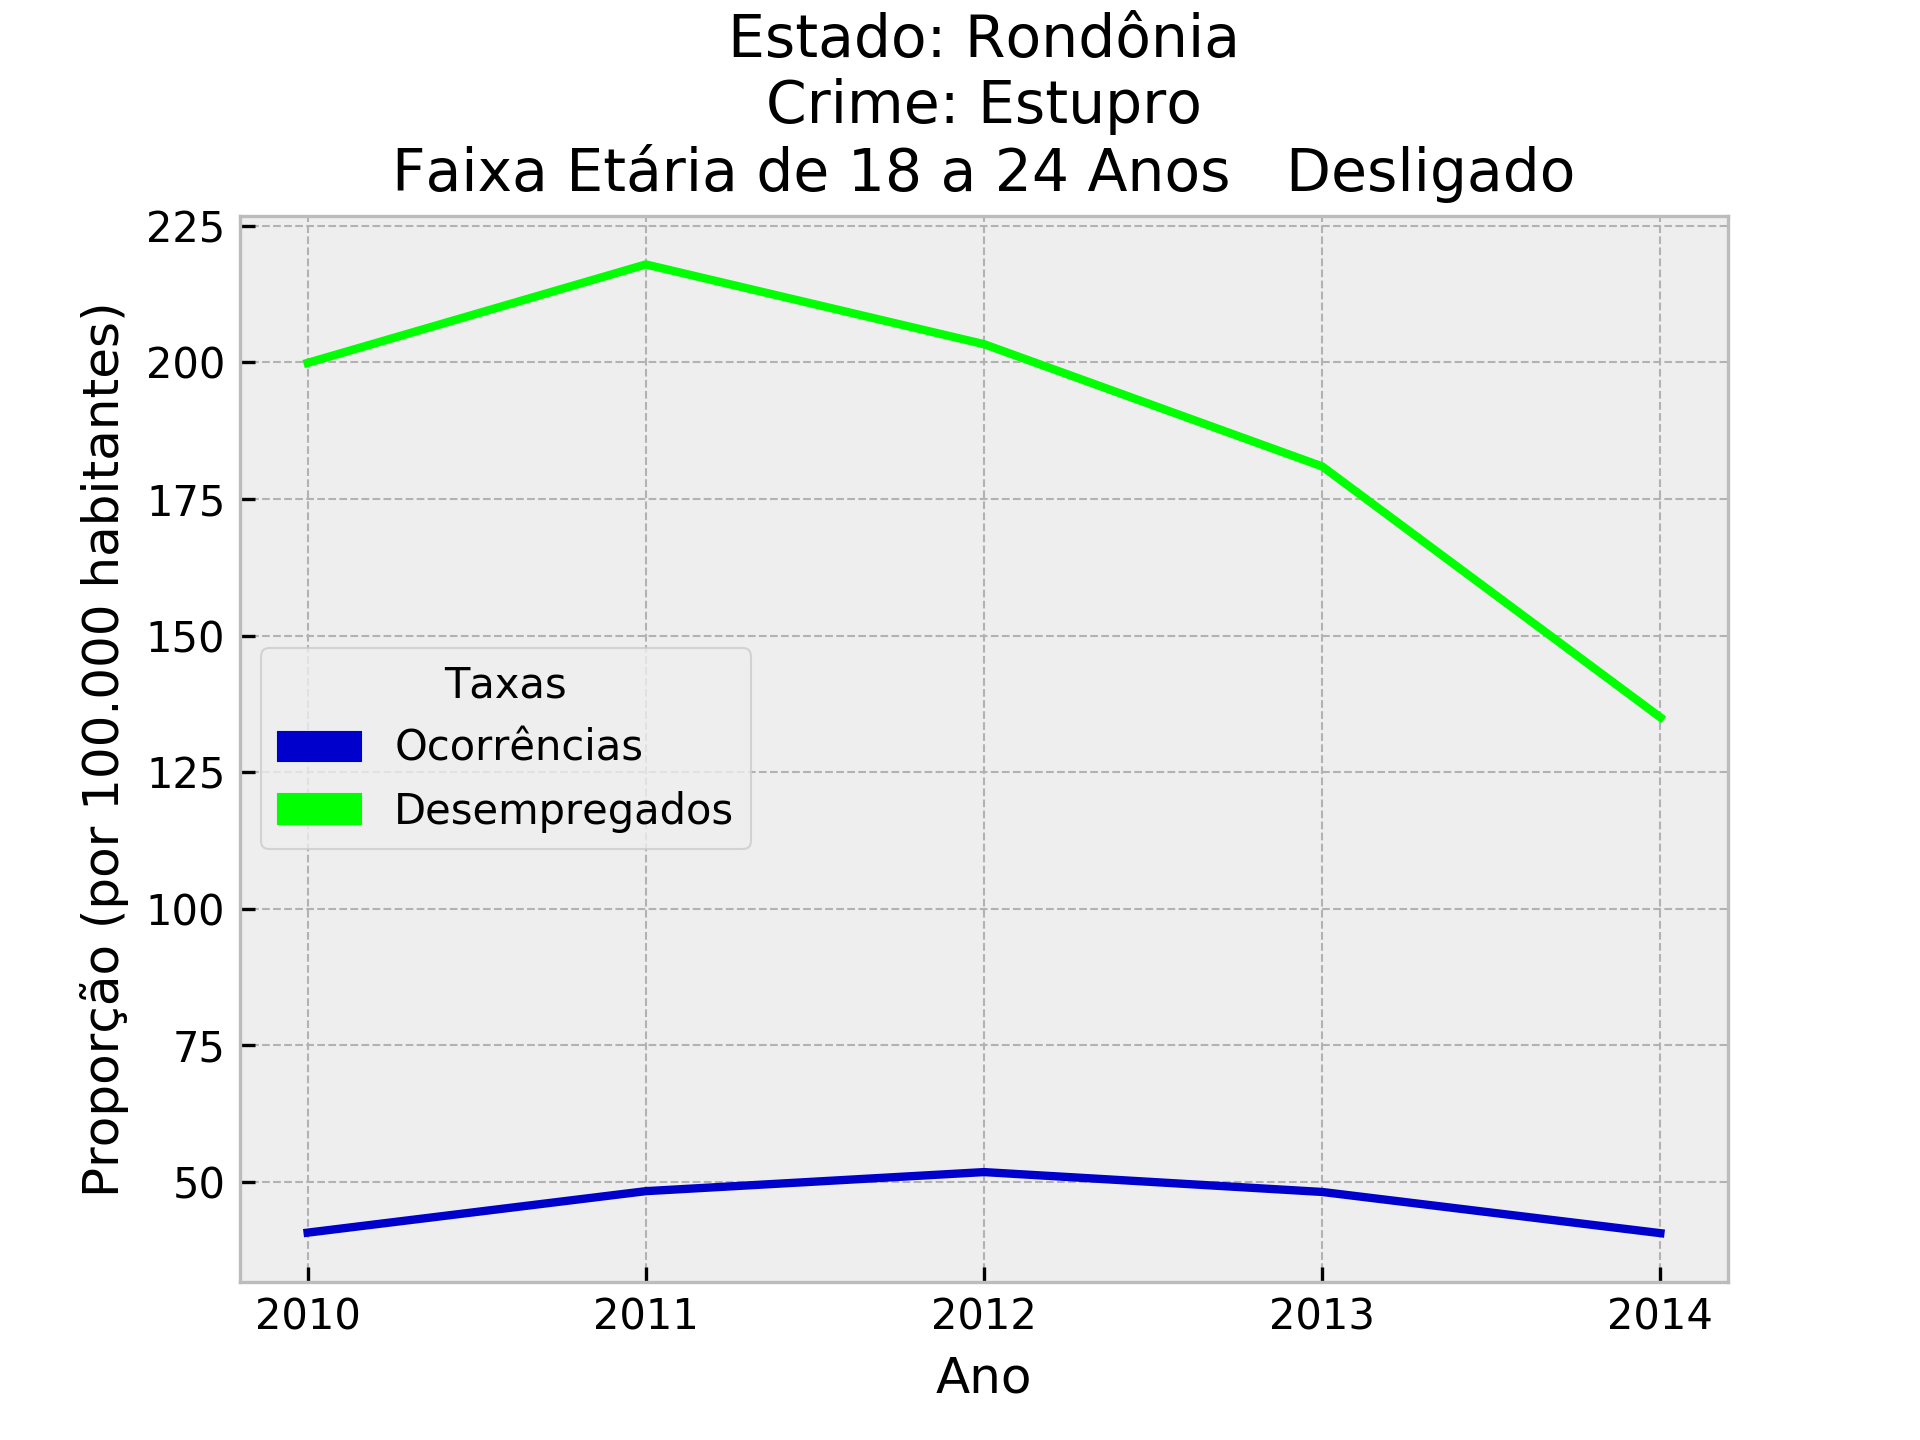 Estado: Rondônia
Crime: Estupro
Faixa Etária de 18 a 24 Anos   Desligado
Proporção (por 100.000 habitantes)
225
200
175
150
125
100
75
50
Taxas
Ocorrências
Desempregados
2010 2011 2012 2013 2014
Ano